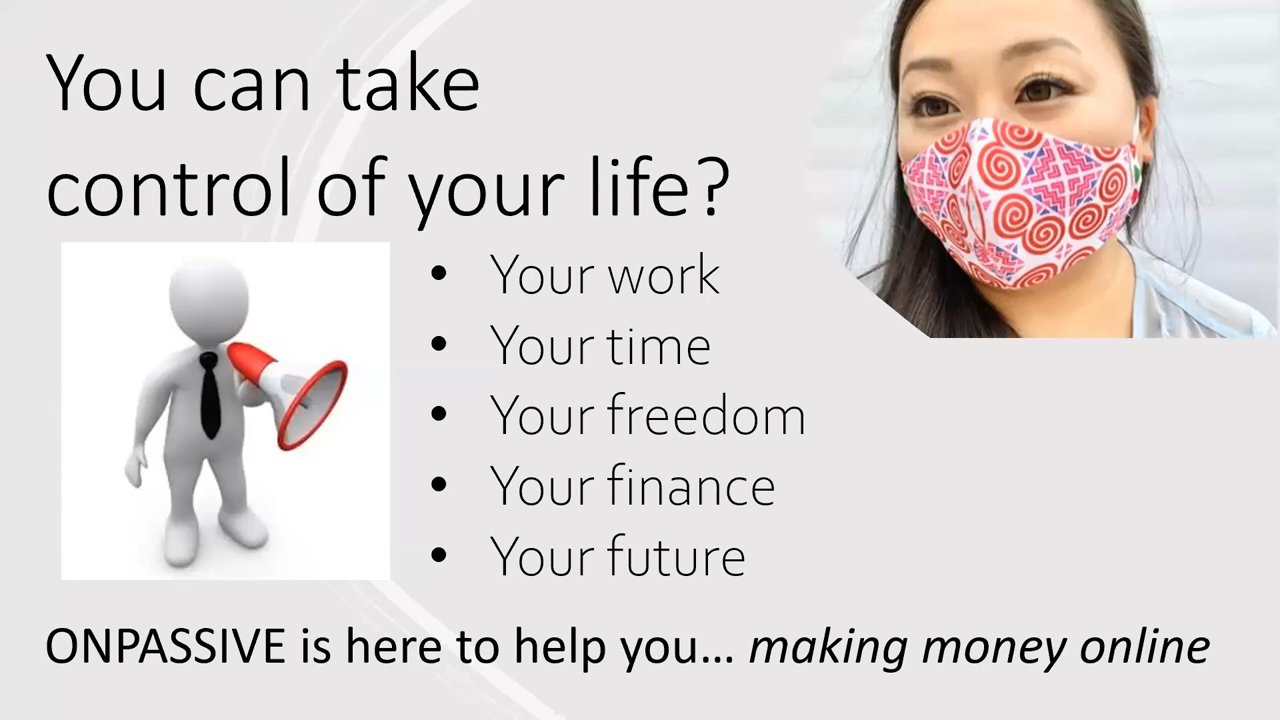 You can take
control of your life?
• Your work
• Your time
• Your freedom
• Your finance
• Your future
ONPASSIVE is here to help you... making money online